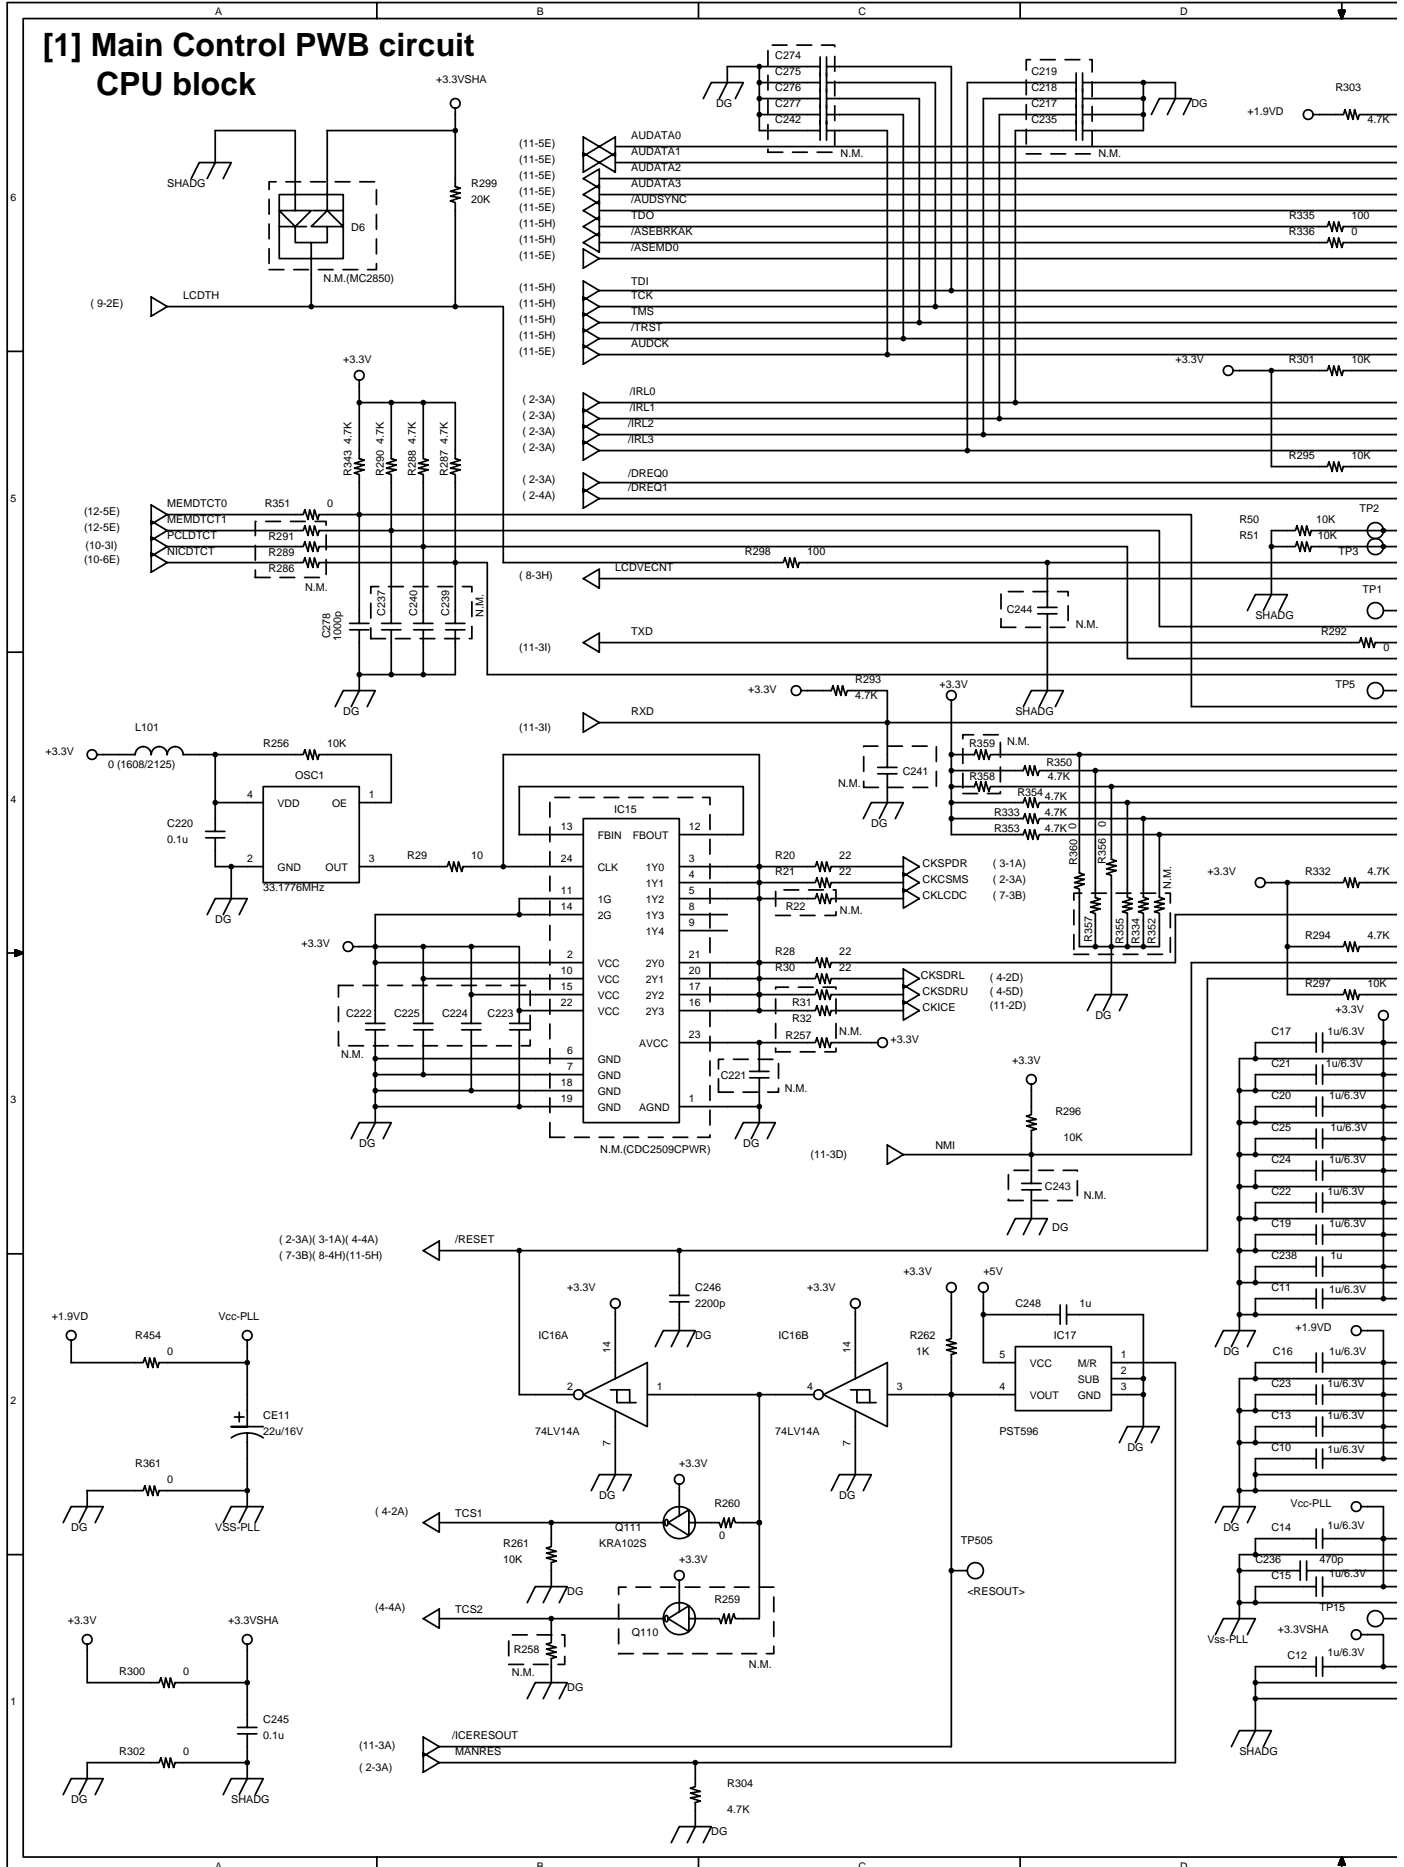 A B C D
[1] Main Control PWB circuit
CPU block
+3.3VSHA
SHADG
D6
N.M.(MC2850)
R299
20K
( 9-2E) LCDTH
C274
C275
C276
C277
C242
DG
N.M.
C219
C218
C217
C235
DG
N.M.
R303
+1.9VD
4.7K
(11-5E) AUDATA0
(11-5E) AUDATA1
(11-5E) AUDATA2
(11-5E) AUDATA3
(11-5E) /AUDSYNC
(11-5H) TDO
(11-5H) /ASEBRKAK
(11-5E) /ASEMD0
R335 100
R336 0
(11-5H) TDI
(11-5H) TCK
(11-5H) TMS
(11-5H) /TRST
(11-5E) AUDCK
6
+3.3V R301 10K
R295 10K
( 2-3A) /IRL0
( 2-3A) /IRL1
( 2-3A) /IRL2
( 2-3A) /IRL3
( 2-3A) /DREQ0
( 2-4A) /DREQ1
+3.3V
R343 4.7K
R290 4.7K
R288 4.7K
R287 4.7K
5
(12-5E) MEMDTCT0 R351 0
(12-5E) MEMDTCT1
(10-3I) PCLDTCT R291
(10-6E) NICDTCT R289
R286
N.M.
C278
1000p
C237
C240
C239
N.M.
DG
R298 100
( 8-3H) LCDVECNT
C244
N.M.
SHADG
R50 10K
R51 10K
TP2
TP3
SHADG
TP1
R292
0
TP5
(11-3I) TXD
(11-3I) RXD
+3.3V R293
4.7K
C241
N.M.
DG
+3.3V
R359 N.M.
R350
4.7K
R358
R354 4.7K
R333 4.7K
R353 4.7K
R360 0
R356 0
R357
R355
R334
R352
N.M.
DG
L101
+3.3V
0 (1608/2125)
R256 10K
OSC1
4 VDD OE 1
2 GND OUT 3
33.1776MHz
C220
0.1u
DG
R29 10
4
IC15
13 FBIN FBOUT 12
24 CLK 1Y0 3
1Y1 4
11 1G 1Y2 5
14 2G 1Y3 8
1Y4 9
2 VCC 2Y0 21
10 VCC 2Y1 20
15 VCC 2Y2 17
22 VCC 2Y3 16
AVCC 23
6 GND
7 GND
18 GND
19 GND AGND 1
N.M.(CDC2509CPWR)
R20 22 CKSPDR ( 3-1A)
R21 22 CKCSMS ( 2-3A)
R22 N.M. CKLCDC ( 7-3B)
R28 22
R30 22 CKSDRL ( 4-2D)
R31 CKSDRU ( 4-5D)
R32 CKICE (11-2D)
R257 N.M. +3.3V
C221
N.M.
DG
+3.3V
C222
C225
C224
C223
N.M.
DG
+3.3V
R332 4.7K
R294 4.7K
R297 10K
3
+3.3V
R296
10K
(11-3D) NMI
C243
N.M.
DG
+3.3V
C17 1u/6.3V
C21 1u/6.3V
C20 1u/6.3V
C25 1u/6.3V
C24 1u/6.3V
C22 1u/6.3V
C19 1u/6.3V
C238 1u
C11 1u/6.3V
DG
+1.9VD
C16 1u/6.3V
C23 1u/6.3V
C13 1u/6.3V
C10 1u/6.3V
DG
Vcc-PLL
C14 1u/6.3V
C236 470p
C15 1u/6.3V
Vss-PLL
TP15
+3.3VSHA
C12 1u/6.3V
SHADG
( 2-3A)( 3-1A)( 4-4A)
( 7-3B)( 8-4H)(11-5H)
/RESET
C246
2200p
DG
+3.3V
IC16A
14
2 1
7
74LV14A
DG
+3.3V
IC16B
14
4 3
7
74LV14A
DG
+3.3V
R262
1K
+5V
C248 1u
IC17
5 VCC M/R 1
SUB 2
4 VOUT GND 3
PST596
DG
+1.9VD
R454
0
Vcc-PLL
+
CE11
22u/16V
R361
0
DG
VSS-PLL
2
( 4-2A) TCS1
+3.3V
Q111
KRA102S
R260
0
R261
10K
DG
(4-4A) TCS2
+3.3V
Q110
R259
N.M.
R258
N.M.
DG
TP505
<RESOUT>
+3.3V
+3.3VSHA
R300 0
C245
0.1u
R302 0
DG
SHADG
1
(11-3A) /ICERESOUT
( 2-3A) MANRES
R304
4.7K
DG
A B C D